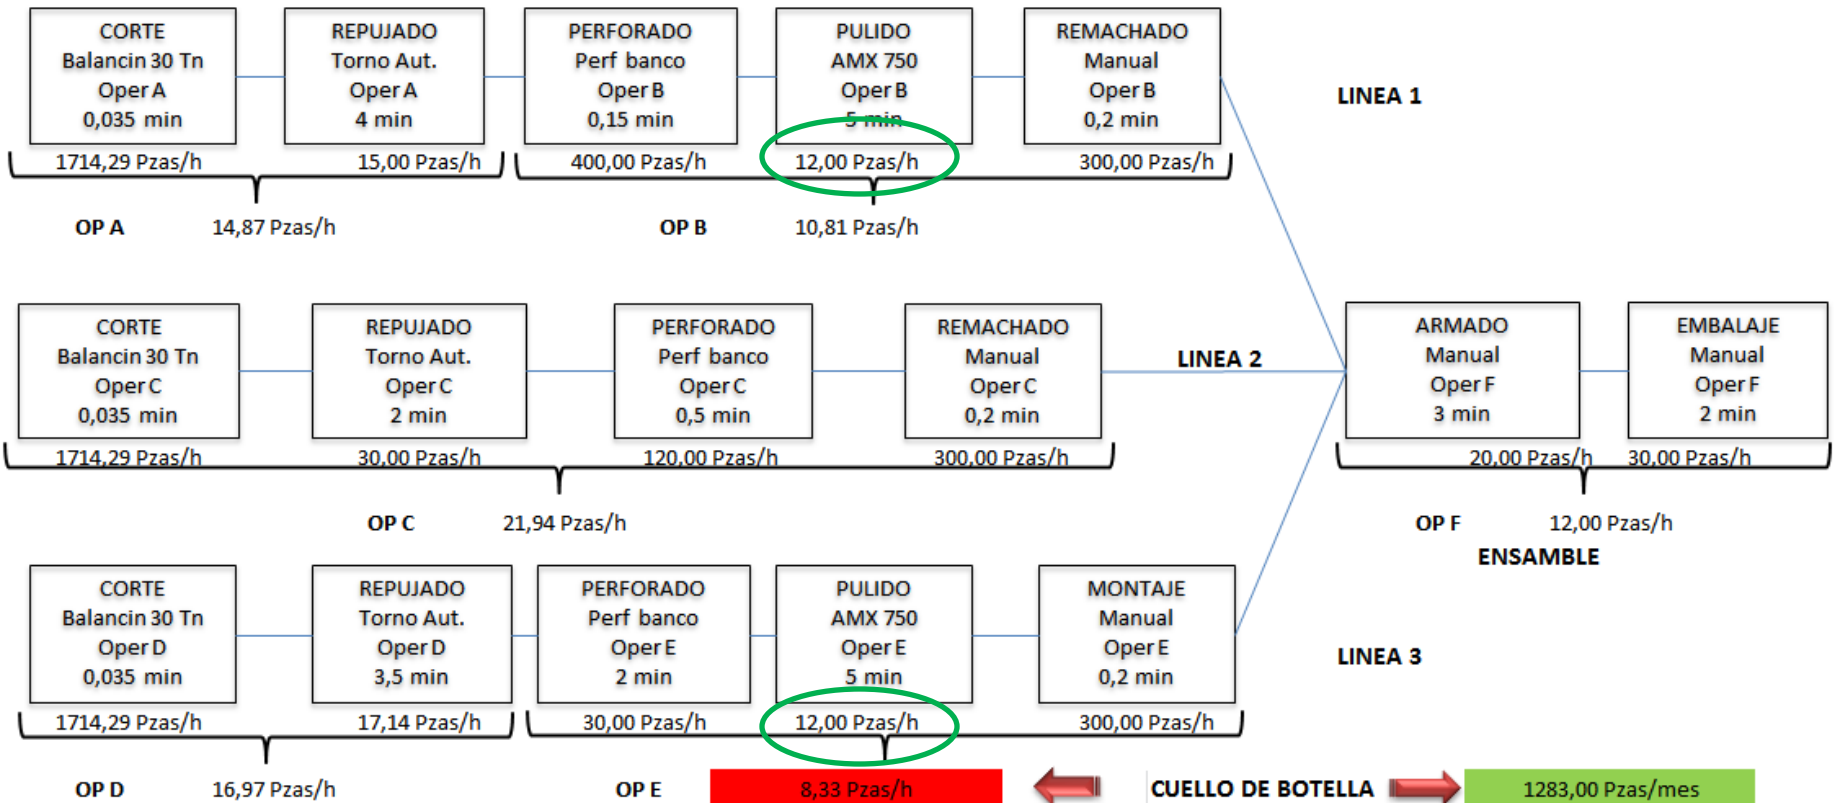 CORTE
Balancin 30 Tn
Oper A
0,035 min
REPUJADO
Torno Aut.
Oper A
4 min
PERFORADO
Perf banco
Oper B
0,15 min
PULIDO
AMX 750
Oper B
5 min
REMACHADO
Manual
Oper B
0,2 min
LINEA 1
1714,29 Pzas/h
15,00 Pzas/h
400,00 Pzas/h
12,00 Pzas/h
300,00 Pzas/h
OP A 14,87 Pzas/h
OP B 10,81 Pzas/h
CORTE
Balancin 30 Tn
Oper C
0,035 min
REPUJADO
Torno Aut.
Oper C
2 min
PERFORADO
Perf banco
Oper C
0,5 min
REMACHADO
Manual
Oper C
0,2 min
LINEA 2
ARMADO
Manual
Oper F
3 min
EMBALAJE
Manual
Oper F
2 min
1714,29 Pzas/h
30,00 Pzas/h
120,00 Pzas/h
300,00 Pzas/h
20,00 Pzas/h
30,00 Pzas/h
OP C 21,94 Pzas/h
OP F 12,00 Pzas/h
ENSAMBLE
CORTE
Balancin 30 Tn
Oper D
0,035 min
REPUJADO
Torno Aut.
Oper D
3,5 min
PERFORADO
Perf banco
Oper E
2 min
PULIDO
AMX 750
Oper E
5 min
MONTAJE
Manual
Oper E
0,2 min
LINEA 3
1714,29 Pzas/h
17,14 Pzas/h
30,00 Pzas/h
12,00 Pzas/h
300,00 Pzas/h
OP D 16,97 Pzas/h
OP E 8,33 Pzas/h
CUELLO DE BOTELLA
1283,00 Pzas/mes